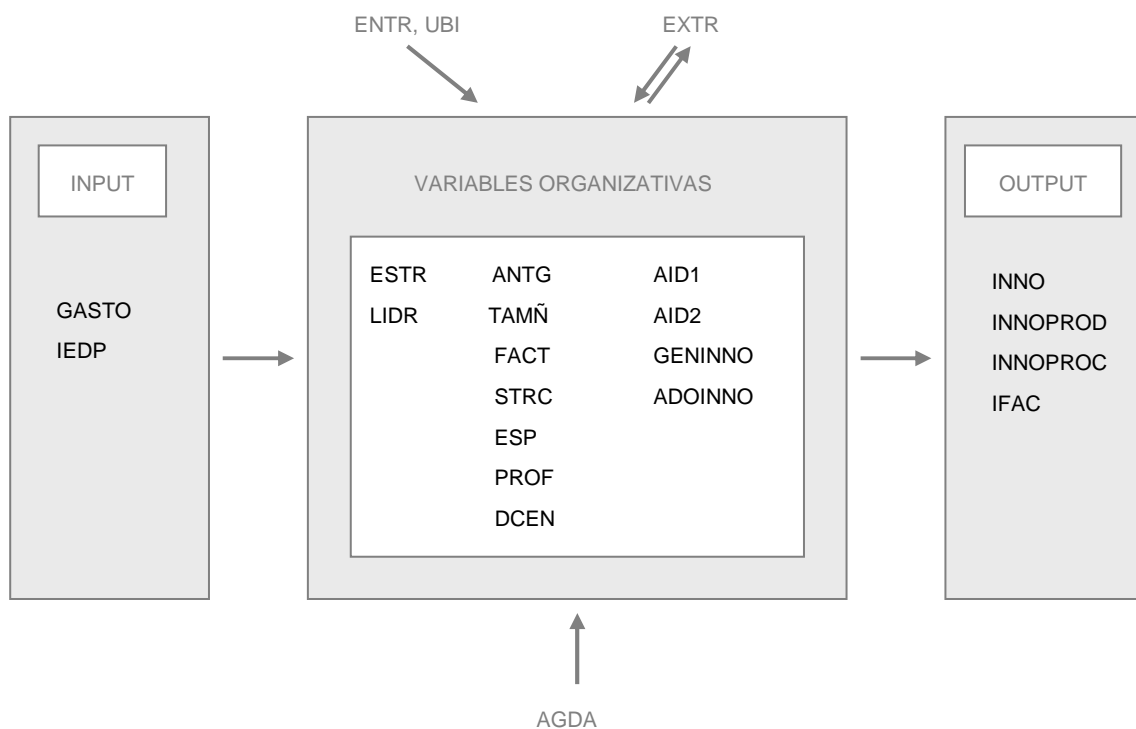 ENTR, UBI
EXTR
INPUT
GASTO
IEDP
VARIABLES ORGANIZATIVAS
ESTR
LIDR
ANTG
TAMÑ
FACT
STRC
ESP
PROF
DCEN
AID1
AID2
GENINNO
ADOINNO
OUTPUT
INNO
INNOPROD
INNOPROC
IFAC
AGDA